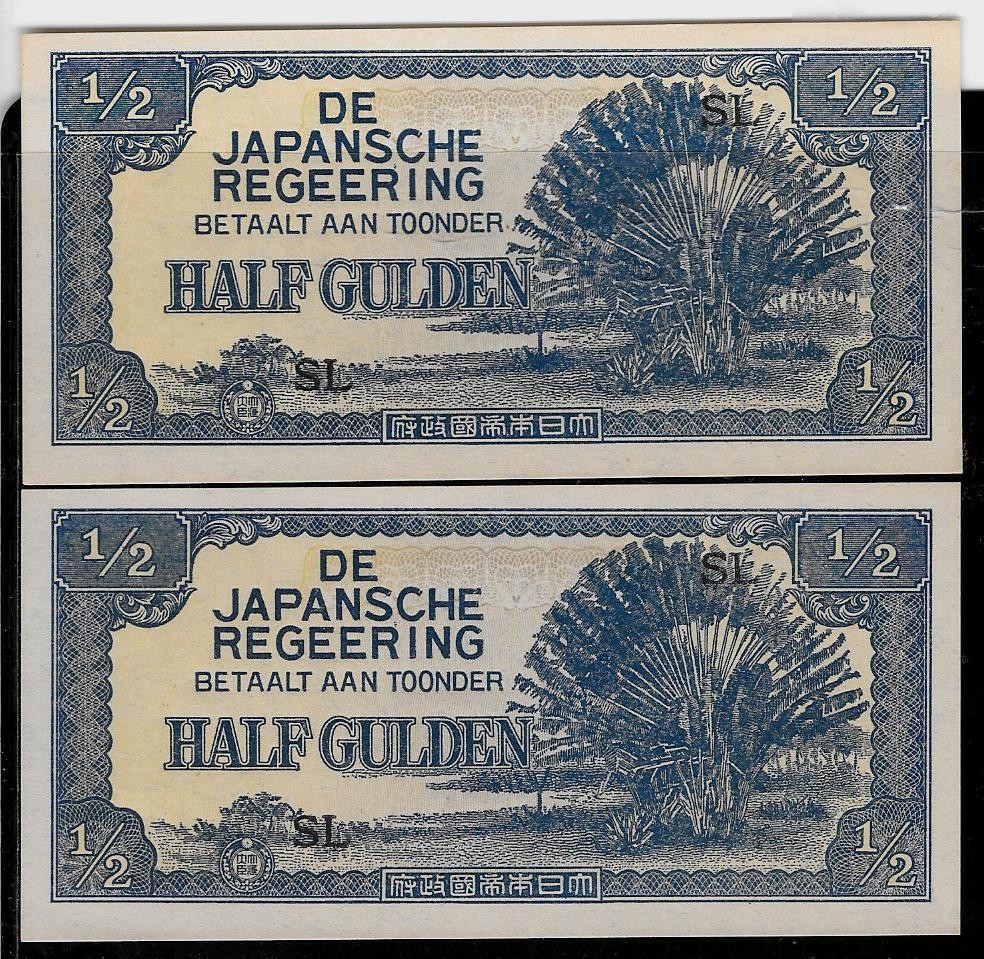 1/2
1/2
DE
JAPANSCHE
REGEERING
BETAALT AAN TOONDER
HALF GULDEN
SL
SL
1/2
1/2
大日本帝國政府
1/2
1/2
DE
JAPANSCHE
REGEERING
BETAALT AAN TOONDER
HALF GULDEN
SL
SL
1/2
1/2
大日本帝國政府